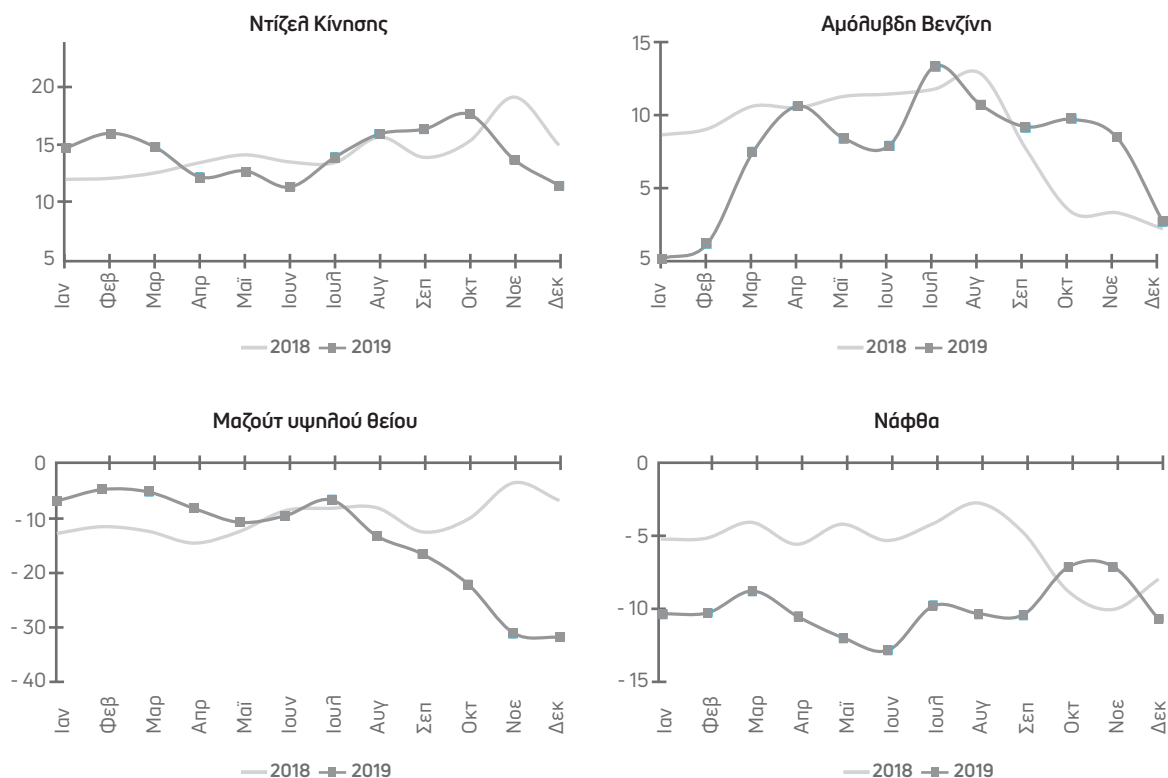 Ντίζελ Κίνησης
20
15
10
5
Ιαν Φεβ Μαρ Απρ Μαϊ Ιουν Ιουλ Αυγ Σεπ Οκτ Νοε Δεκ
2018 2019
Αμόλυβδη Βενζίνη
15
10
5
5
Ιαν Φεβ Μαρ Απρ Μαϊ Ιουν Ιουλ Αυγ Σεπ Οκτ Νοε Δεκ
2018 2019
Μαζούτ υψηλού θείου
0
- 10
- 20
- 30
- 40
Ιαν Φεβ Μαρ Απρ Μαϊ Ιουν Ιουλ Αυγ Σεπ Οκτ Νοε Δεκ
2018 2019
Νάφθα
0
- 5
- 10
- 15
Ιαν Φεβ Μαρ Απρ Μαϊ Ιουν Ιουλ Αυγ Σεπ Οκτ Νοε Δεκ
2018 2019